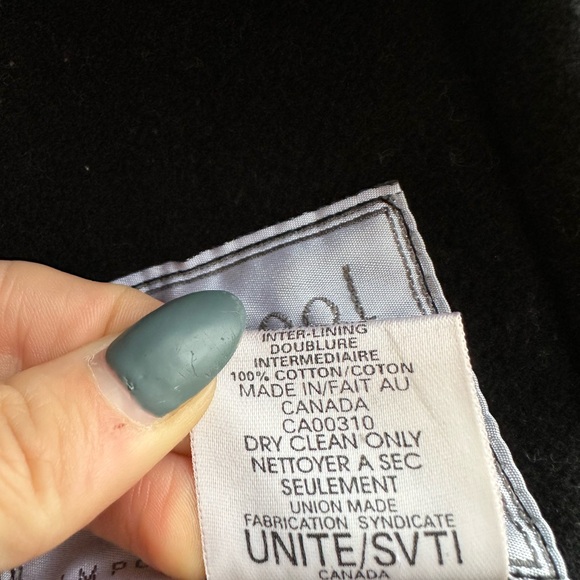 ool
INTER-LINING
DOUBLURE
INTERMEDIAIRE
100% COTTON/COTON
MADE IN/FAIT AU
CANADA
CA00310
DRY CLEAN ONLY
NETTOYER A SEC
SEULEMENT
UNION MADE
FABRICATION SYNDICATE
UNITE/SVTI
CANADA